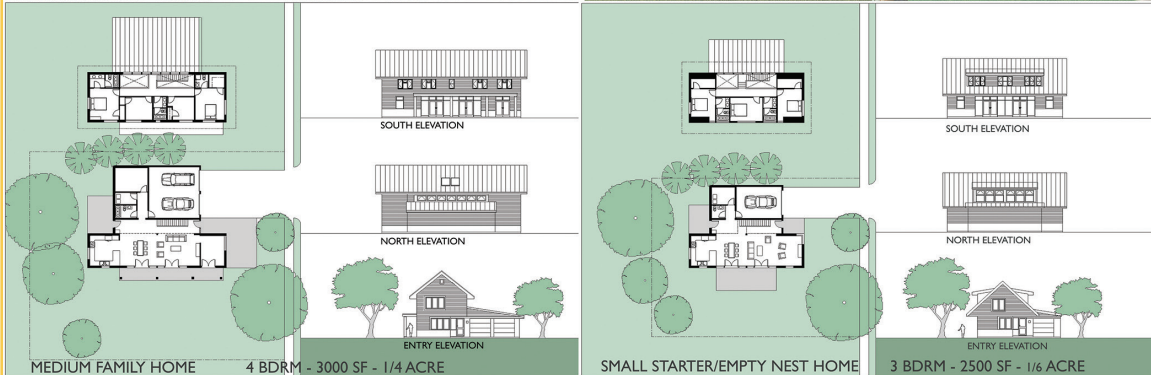 SOUTH ELEVATION
NORTH ELEVATION
ENTRY ELEVATION
MEDIUM FAMILY HOME 4 BDRM - 3000 SF - 1/4 ACRE
SOUTH ELEVATION
NORTH ELEVATION
ENTRY ELEVATION
SMALL STARTER/EMPTY NEST HOME 3 BDRM - 2500 SF - 1/6 ACRE